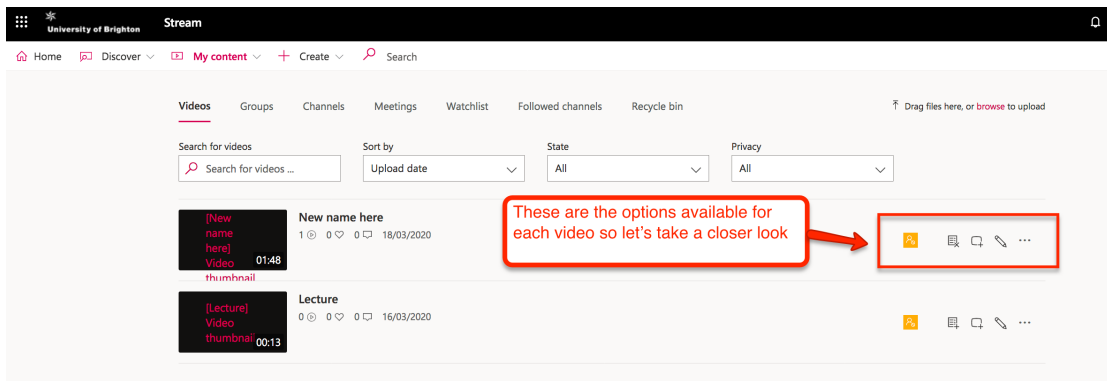 University of Brighton Stream
Home Discover My content Create Search
Videos Groups Channels Meetings Watchlist Followed channels Recycle bin Drag files here, or browse to upload
Search for videos Sort by State Privacy
Search for videos ... Upload date All All
These are the options available for
each video so let's take a closer look
[New
name
here]
Video
thumbnail
01:48
New name here
1 0 0 18/03/2020
[Lecture]
Video
thumbnail
00:13
Lecture
0 0 0 16/03/2020